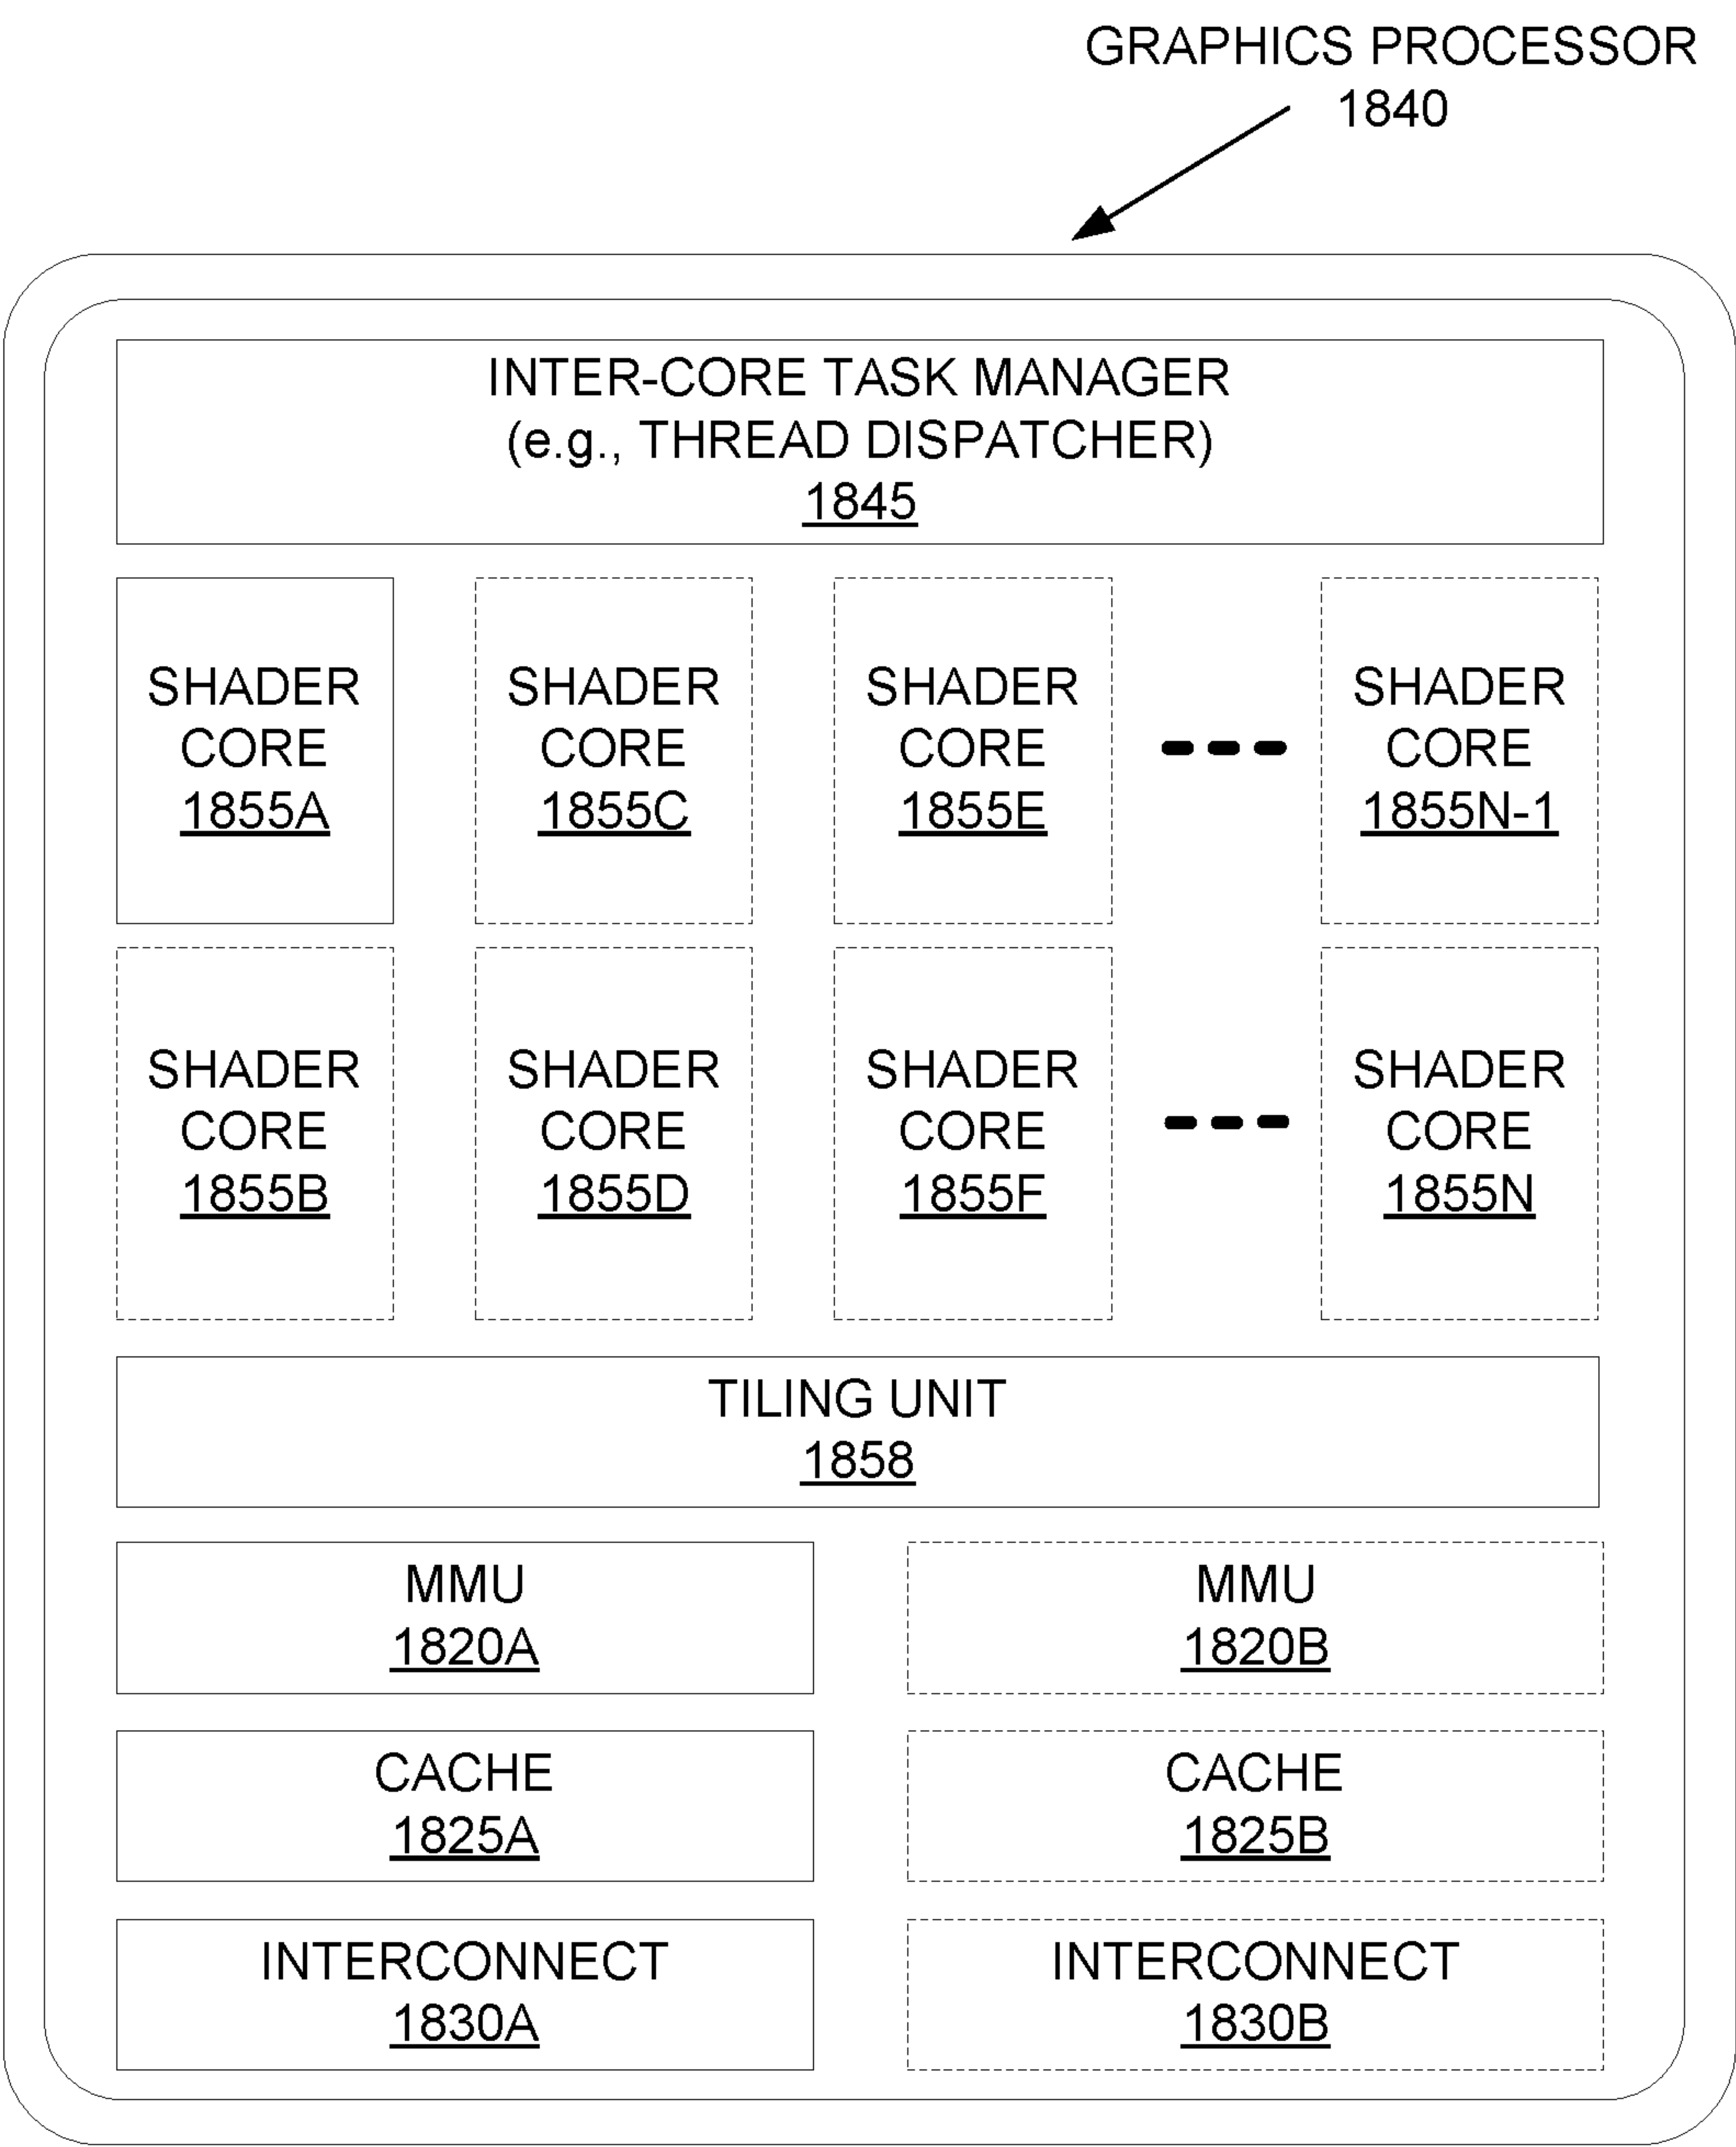 GRAPHICS PROCESSOR
1840
INTER-CORE TASK MANAGER
(e.g., THREAD DISPATCHER)
1845
SHADER
CORE
1855A
SHADER
CORE
1855C
SHADER
CORE
1855E
SHADER
CORE
1855N-1
SHADER
CORE
1855B
SHADER
CORE
1855D
SHADER
CORE
1855F
SHADER
CORE
1855N
TILING UNIT
1858
MMU
1820A
MMU
1820B
CACHE
1825A
CACHE
1825B
INTERCONNECT
1830A
INTERCONNECT
1830B